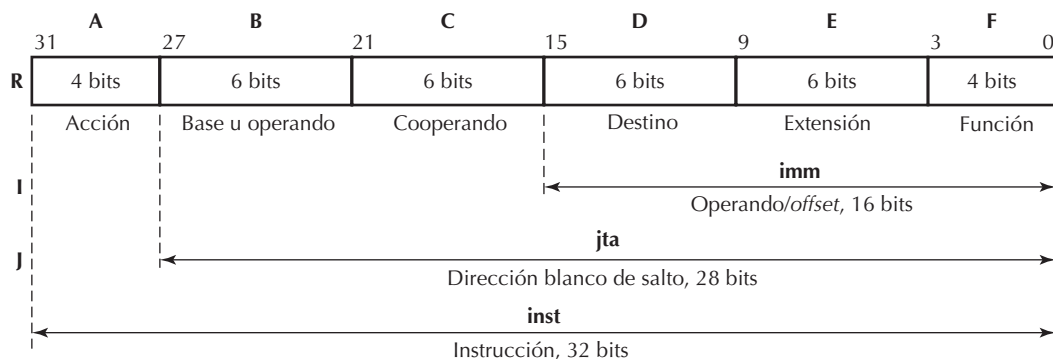 A B C D E F
31 27 21 15 9 3 0
R 4 bits 6 bits 6 bits 6 bits 6 bits 4 bits
Acción Base u operando Cooperando Destino Extensión Función
imm
I
Operando/offset, 16 bits
jta
J
Dirección blanco de salto, 28 bits
inst
Instrucción, 32 bits